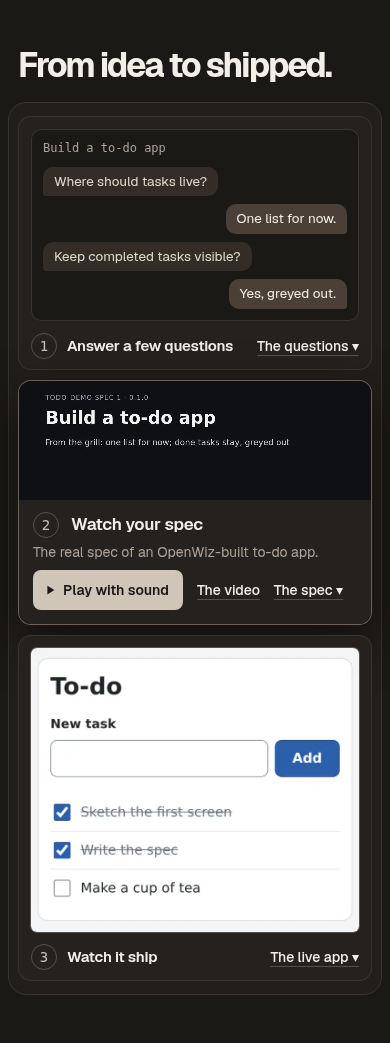 From idea to shipped.
Build a to-do app
Where should tasks live?
One list for now.
Keep completed tasks visible?
Yes, greyed out.
1 Answer a few questions The questions ▾
TODO DEMO SPEC 1 · 0.1.0
Build a to-do app
From the grill: one list for now; done tasks stay, greyed out
2 Watch your spec
The real spec of an OpenWiz-built to-do app.
▶ Play with sound The video The spec ▾
To-do
New task
Add
Sketch the first screen
Write the spec
Make a cup of tea
3 Watch it ship The live app ▾